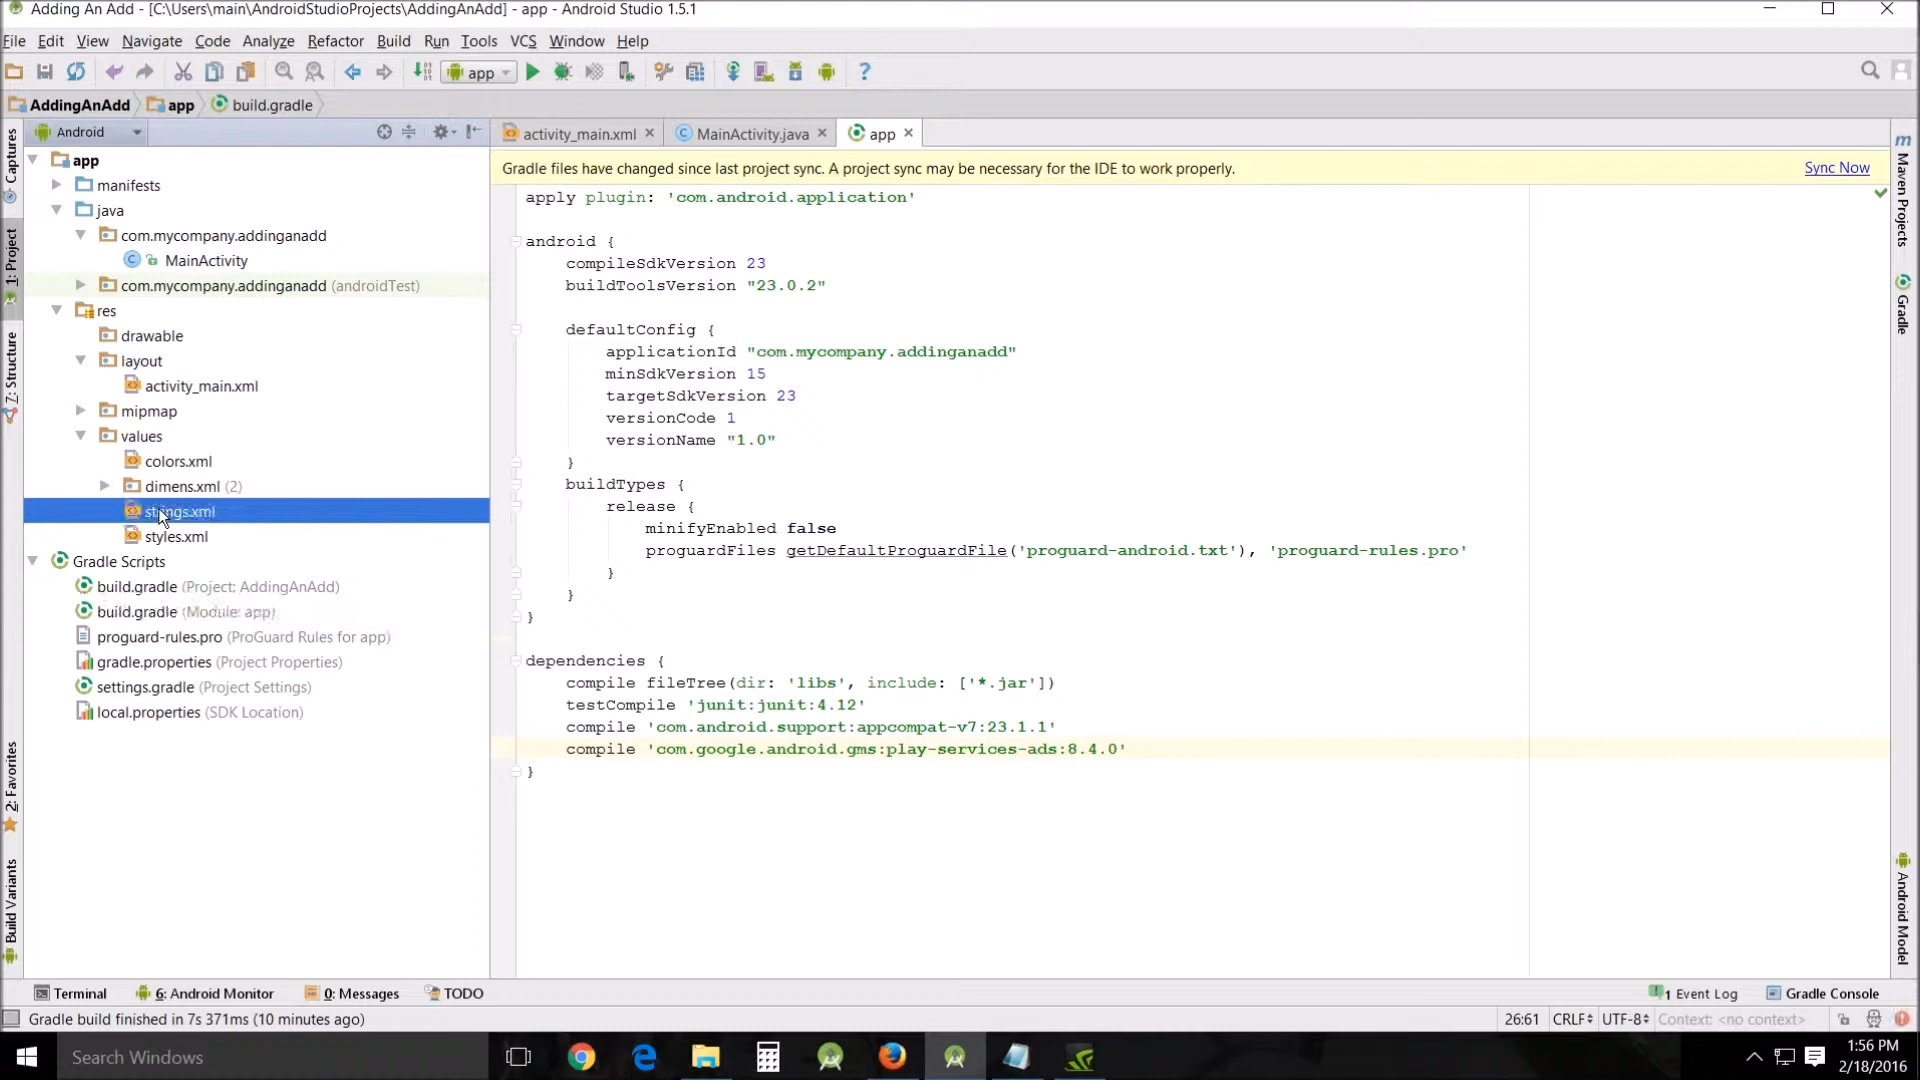 Adding An Add - [C:\Users\main\AndroidStudioProjects\AddingAnAdd] - app - Android Studio 1.5.1
File Edit View Navigate Code Analyze Refactor Build Run Tools VCS Window Help
app
AddingAnAdd app build.gradle
Android
activity_main.xml MainActivity.java app
Gradle files have changed since last project sync. A project sync may be necessary for the IDE to work properly. Sync Now
Captures
1: Project
7: Structure
2: Favorites
Build Variants
app
manifests
java
com.mycompany.addinganadd
MainActivity
com.mycompany.addinganadd (androidTest)
res
drawable
layout
activity_main.xml
mipmap
values
colors.xml
dimens.xml (2)
strings.xml
styles.xml
Gradle Scripts
build.gradle (Project: AddingAnAdd)
build.gradle (Module: app)
proguard-rules.pro (ProGuard Rules for app)
gradle.properties (Project Properties)
settings.gradle (Project Settings)
local.properties (SDK Location)
apply plugin: 'com.android.application'
android {
compileSdkVersion 23
buildToolsVersion "23.0.2"
defaultConfig {
applicationId "com.mycompany.addinganadd"
minSdkVersion 15
targetSdkVersion 23
versionCode 1
versionName "1.0"
}
buildTypes {
release {
minifyEnabled false
proguardFiles getDefaultProguardFile('proguard-android.txt'), 'proguard-rules.pro'
}
}
}
dependencies {
compile fileTree(dir: 'libs', include: ['*.jar'])
testCompile 'junit:junit:4.12'
compile 'com.android.support:appcompat-v7:23.1.1'
compile 'com.google.android.gms:play-services-ads:8.4.0'
}
m Maven Projects
Gradle
Android Model
Terminal 6: Android Monitor 0: Messages TODO 1 Event Log Gradle Console
Gradle build finished in 7s 371ms (10 minutes ago) 26:61 CRLF UTF-8 Context: <no context>
Search Windows
1:56 PM
2/18/2016